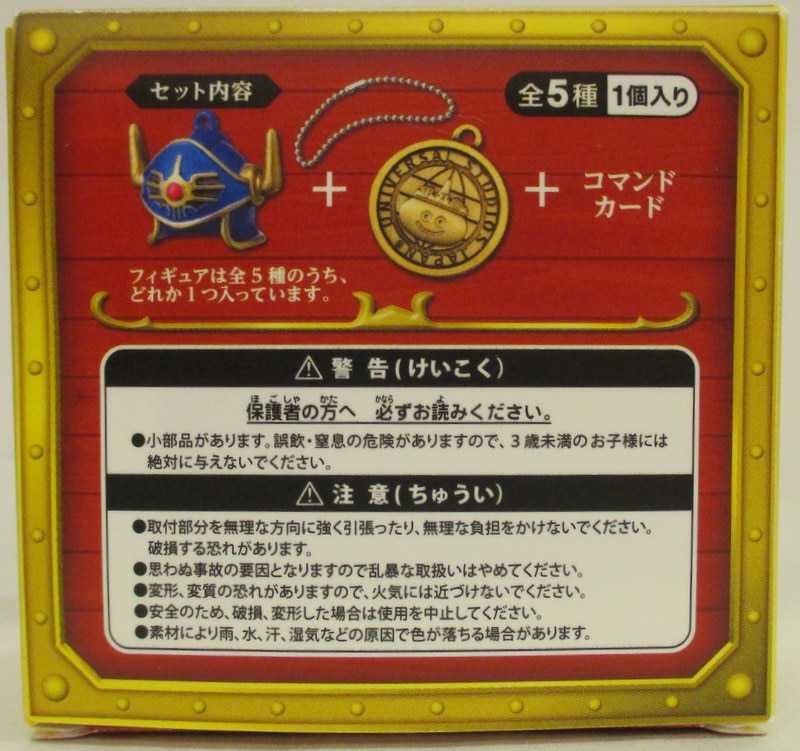 セット内容
全5種 1個入り
+
UNIVERSAL STUDIOS JAPAN®
+
コマンド
カード
フィギュアは全5種のうち、
どれか1つ入っています。
⚠警 告(けいこく)
ほごしゃ かた かなら よ
保護者の方へ 必ずお読みください。
●小部品があります。誤飲・窒息の危険がありますので、3歳未満のお子様には
絶対に与えないでください。
⚠注 意(ちゅうい)
●取付部分を無理な方向に強く引張ったり、無理な負担をかけないでください。
破損する恐れがあります。
●思わぬ事故の要因となりますので乱暴な取扱いはやめてください。
●変形、変質の恐れがありますので、火気には近づけないでください。
●安全のため、破損、変形した場合は使用を中止してください。
●素材により雨、水、汗、湿気などの原因で色が落ちる場合があります。